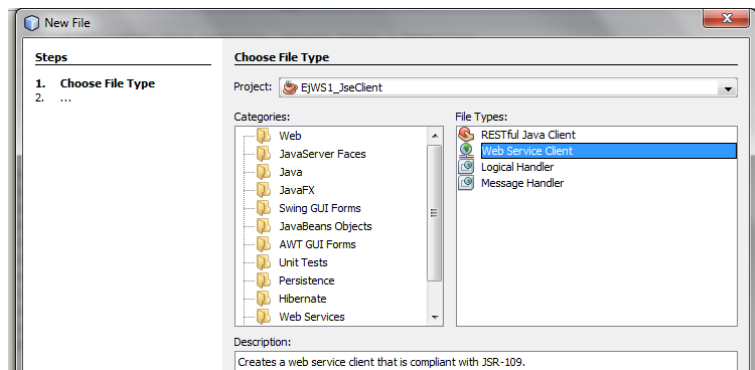 New File
Steps
1. Choose File Type
2. ...
Choose File Type
Project: EjWS1_JseClient
Categories:
Web
JavaServer Faces
Java
JavaFX
Swing GUI Forms
JavaBeans Objects
AWT GUI Forms
Unit Tests
Persistence
Hibernate
Web Services
File Types:
RESTful Java Client
Web Service Client
Logical Handler
Message Handler
Description:
Creates a web service client that is compliant with JSR-109.